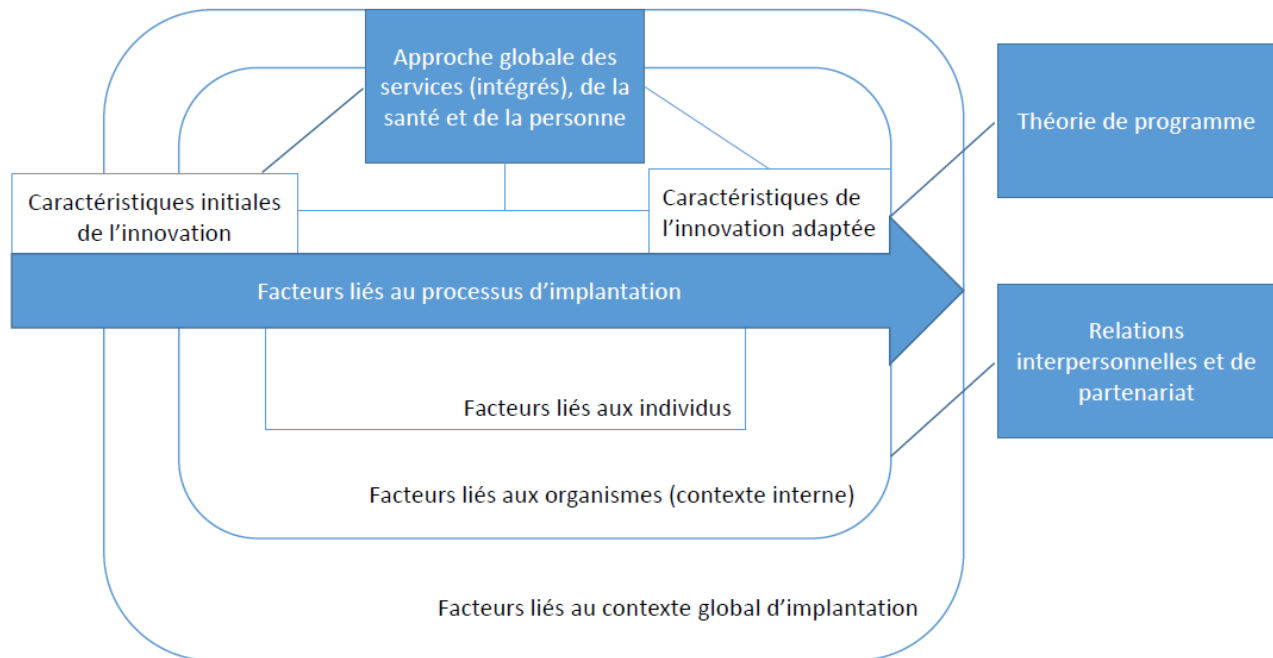 Approche globale des
services (intégrés), de la
santé et de la personne
Théorie de programme
Caractéristiques initiales
de l'innovation
Caractéristiques de
l'innovation adaptée
Facteurs liés au processus d'implantation
Relations
interpersonnelles et de
partenariat
Facteurs liés aux individus
Facteurs liés aux organismes (contexte interne)
Facteurs liés au contexte global d'implantation